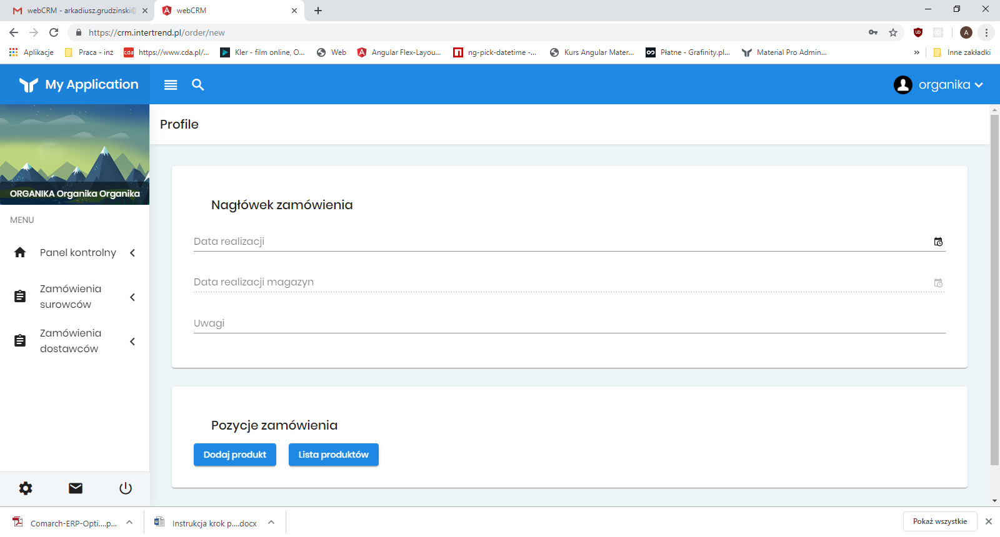 webCRM - arkadiusz.grudzinski@
webCRM
https://crm.intertrend.pl/order/new
A
Aplikacje
Praca - inż
cda
https://www.cda.pl/...
Kler - film online, O...
Web
Angular Flex-Layou...
ng-pick-datetime -...
Kurs Angular Mater...
Płatne - Grafinity.pl...
Material Pro Admin...
»
Inne zakładki
My Application
organika
Profile
ORGANIKA Organika Organika
MENU
Panel kontrolny
Zamówienia
surowców
Zamówienia
dostawców
Nagłówek zamówienia
Data realizacji
Data realizacji magazyn
Uwagi
Pozycje zamówienia
Dodaj produkt
Lista produktów
Comarch-ERP-Opti....p...
Instrukcja krok p....docx
Pokaż wszystkie